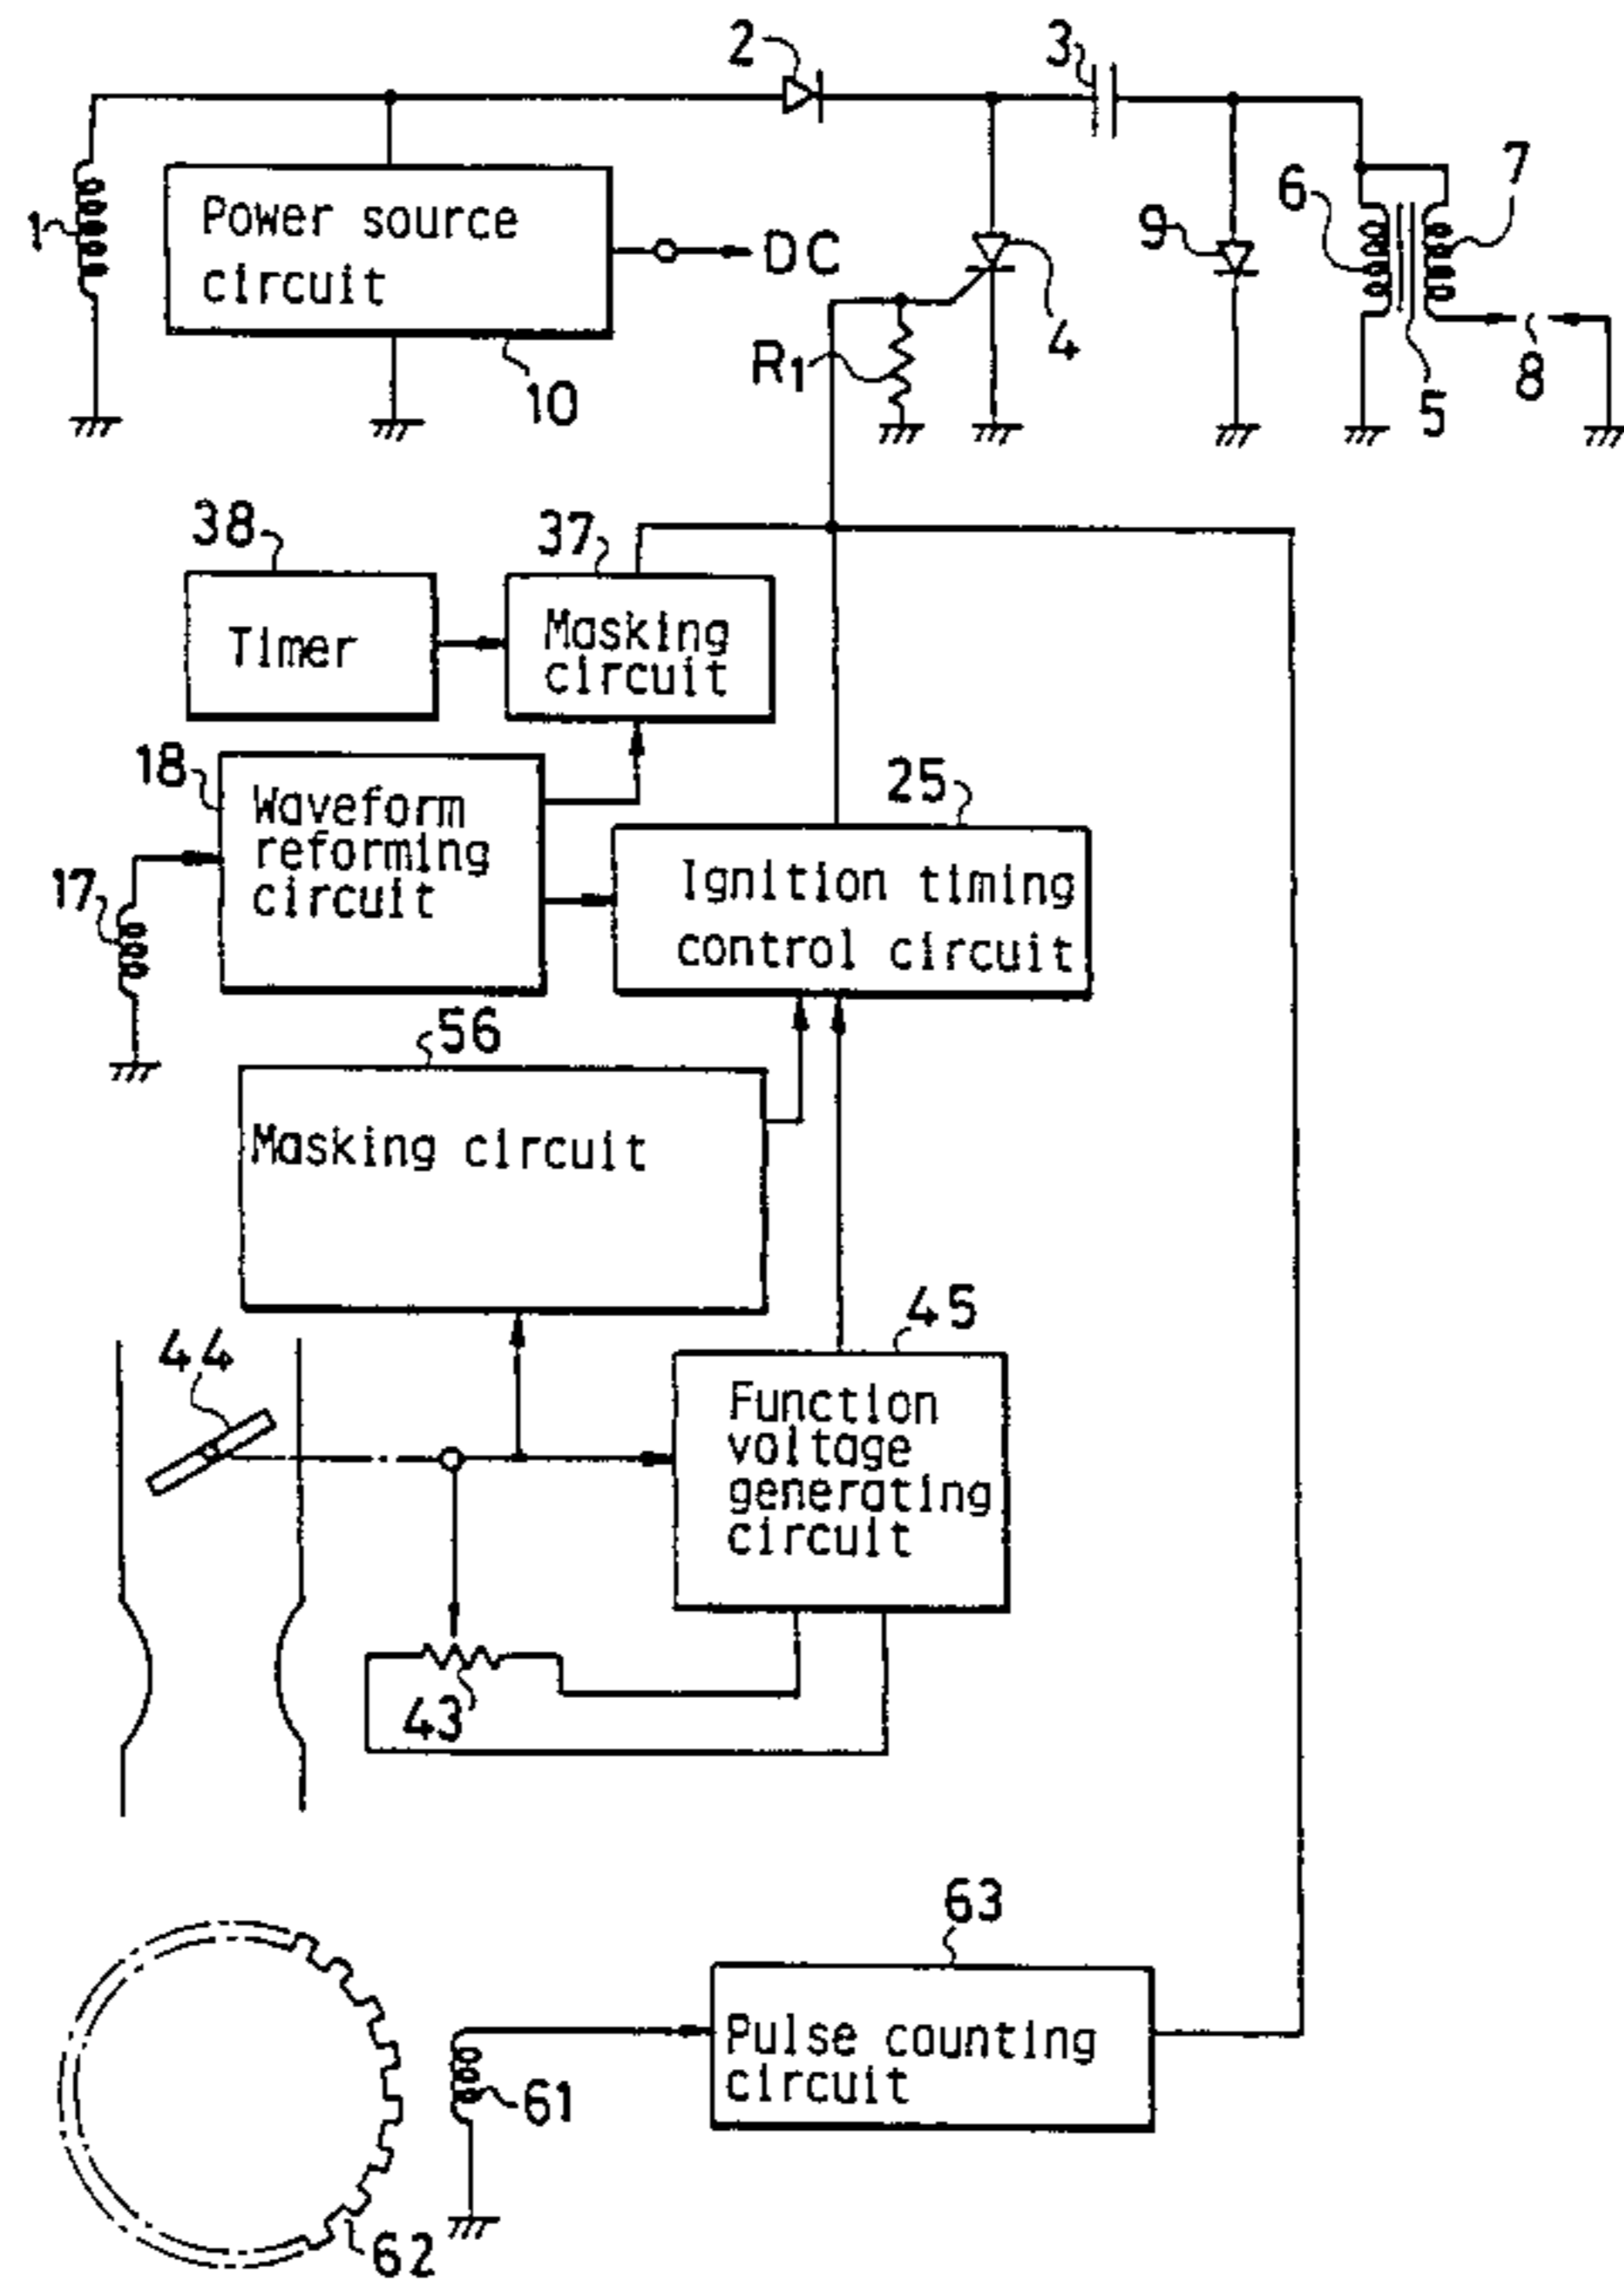 2
3
1
Power source
circuit
DC
10
R1
4
9
6
7
5
8
38
37
Timer
Masking
circuit
18
Waveform
reforming
circuit
17
25
Ignition timing
control circuit
56
Masking circuit
44
45
Function
voltage
generating
circuit
43
63
Pulse counting
circuit
61
62